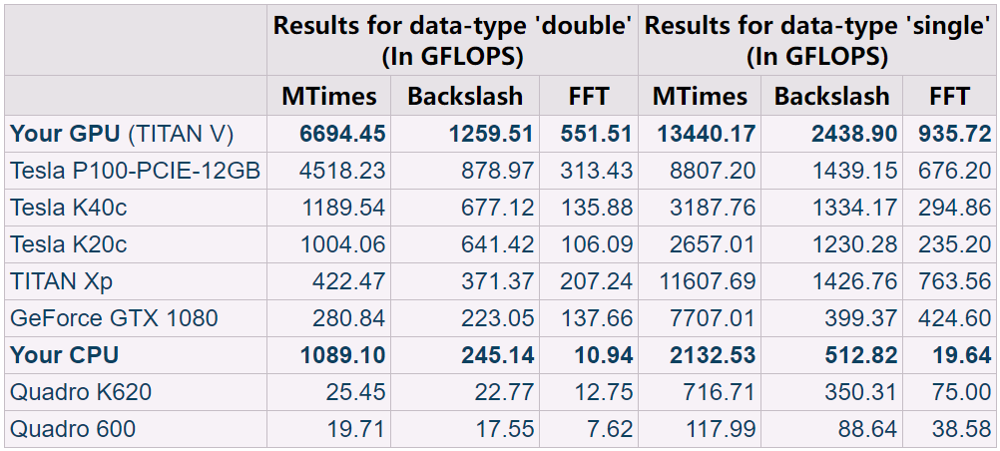 Results for data-type 'double' Results for data-type 'single'
(In GFLOPS) (In GFLOPS)
MTimes Backslash FFT MTimes Backslash FFT
Your GPU (TITAN V) 6694.45 1259.51 551.51 13440.17 2438.90 935.72
Tesla P100-PCIE-12GB 4518.23 878.97 313.43 8807.20 1439.15 676.20
Tesla K40c 1189.54 677.12 135.88 3187.76 1334.17 294.86
Tesla K20c 1004.06 641.42 106.09 2657.01 1230.28 235.20
TITAN Xp 422.47 371.37 207.24 11607.69 1426.76 763.56
GeForce GTX 1080 280.84 223.05 137.66 7707.01 399.37 424.60
Your CPU 1089.10 245.14 10.94 2132.53 512.82 19.64
Quadro K620 25.45 22.77 12.75 716.71 350.31 75.00
Quadro 600 19.71 17.55 7.62 117.99 88.64 38.58